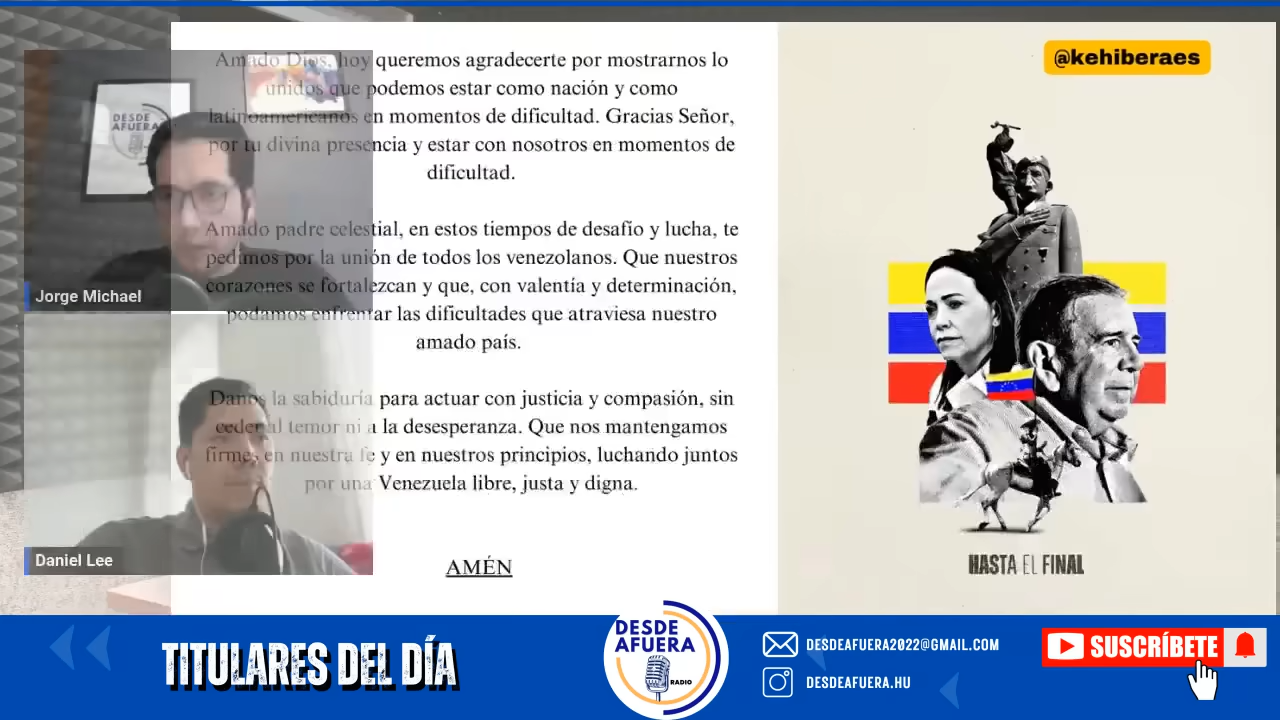 Amado Dios, hoy queremos agradecerte por mostrarnos lo
unidos que podemos estar como nación y como
latinoamericanos en momentos de dificultad. Gracias Señor,
por tu divina presencia y estar con nosotros en momentos de
dificultad.
Amado padre celestial, en estos tiempos de desafío y lucha, te
pedimos por la unión de todos los venezolanos. Que nuestros
corazones se fortalezcan y que, con valentía y determinación,
podamos enfrentar las dificultades que atraviesa nuestro
amado país.
Danos la sabiduría para actuar con justicia y compasión, sin
ceder al temor ni a la desesperanza. Que nos mantengamos
firmes en nuestra fe y en nuestros principios, luchando juntos
por una Venezuela libre, justa y digna.
AMÉN
@kehiberaes
HASTA EL FINAL
DESDE
AFUERA
Jorge Michael
Daniel Lee
TITULARES DEL DÍA
DESDE
AFUERA
RADIO
DESDEAFUERA2022@GMAIL.COM
DESDEAFUERA.HU
SUSCRÍBETE